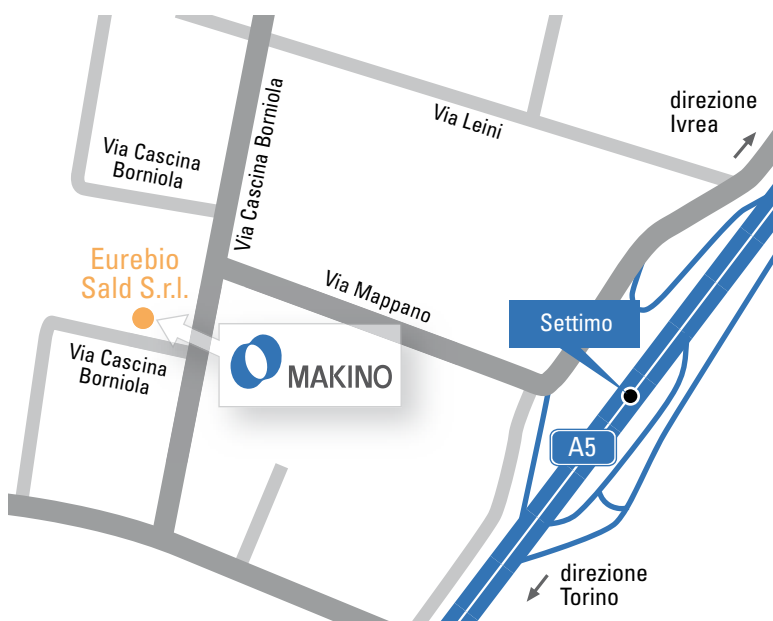 direzione
Ivrea
Via Leini
Via Cascina
Borniola
Via Cascina Borniola
Eurebio
Sald S.r.l.
Via Mappano
Settimo
Via Cascina
Borniola
MAKINO
A5
direzione
Torino